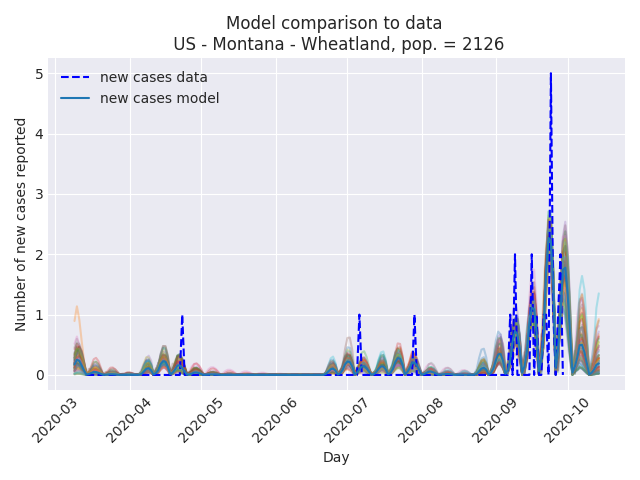 Model comparison to data
US - Montana - Wheatland, pop. = 2126
new cases data
new cases model
Number of new cases reported
5
4
3
2
1
0
2020-03
2020-04
2020-05
2020-06
2020-07
2020-08
2020-09
2020-10
Day